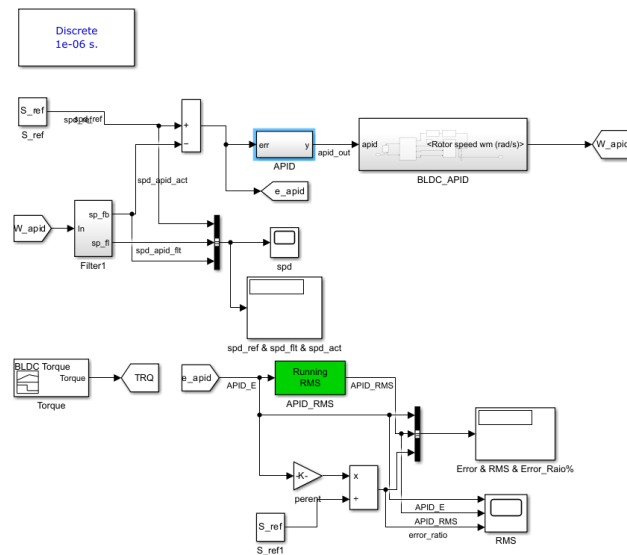 Discrete
1e-06 s.
S_ref
S_ref
spd_ref
+
−
err
y
APID
apid_out
apid
<Rotor speed wm (rad/s)>
BLDC_APID
W_apid
e_apid
spd_apid_act
W_apid
In
sp_fb
sp_fl
Filter1
spd_apid_flt
spd
spd_ref & spd_flt & spd_act
BLDC Torque
Torque
Torque
TRQ
e_apid
APID_E
Running
RMS
APID_RMS
APID_RMS
Error & RMS & Error_Raio%
-K-
perent
x
÷
S_ref
S_ref1
APID_E
APID_RMS
error_ratio
RMS